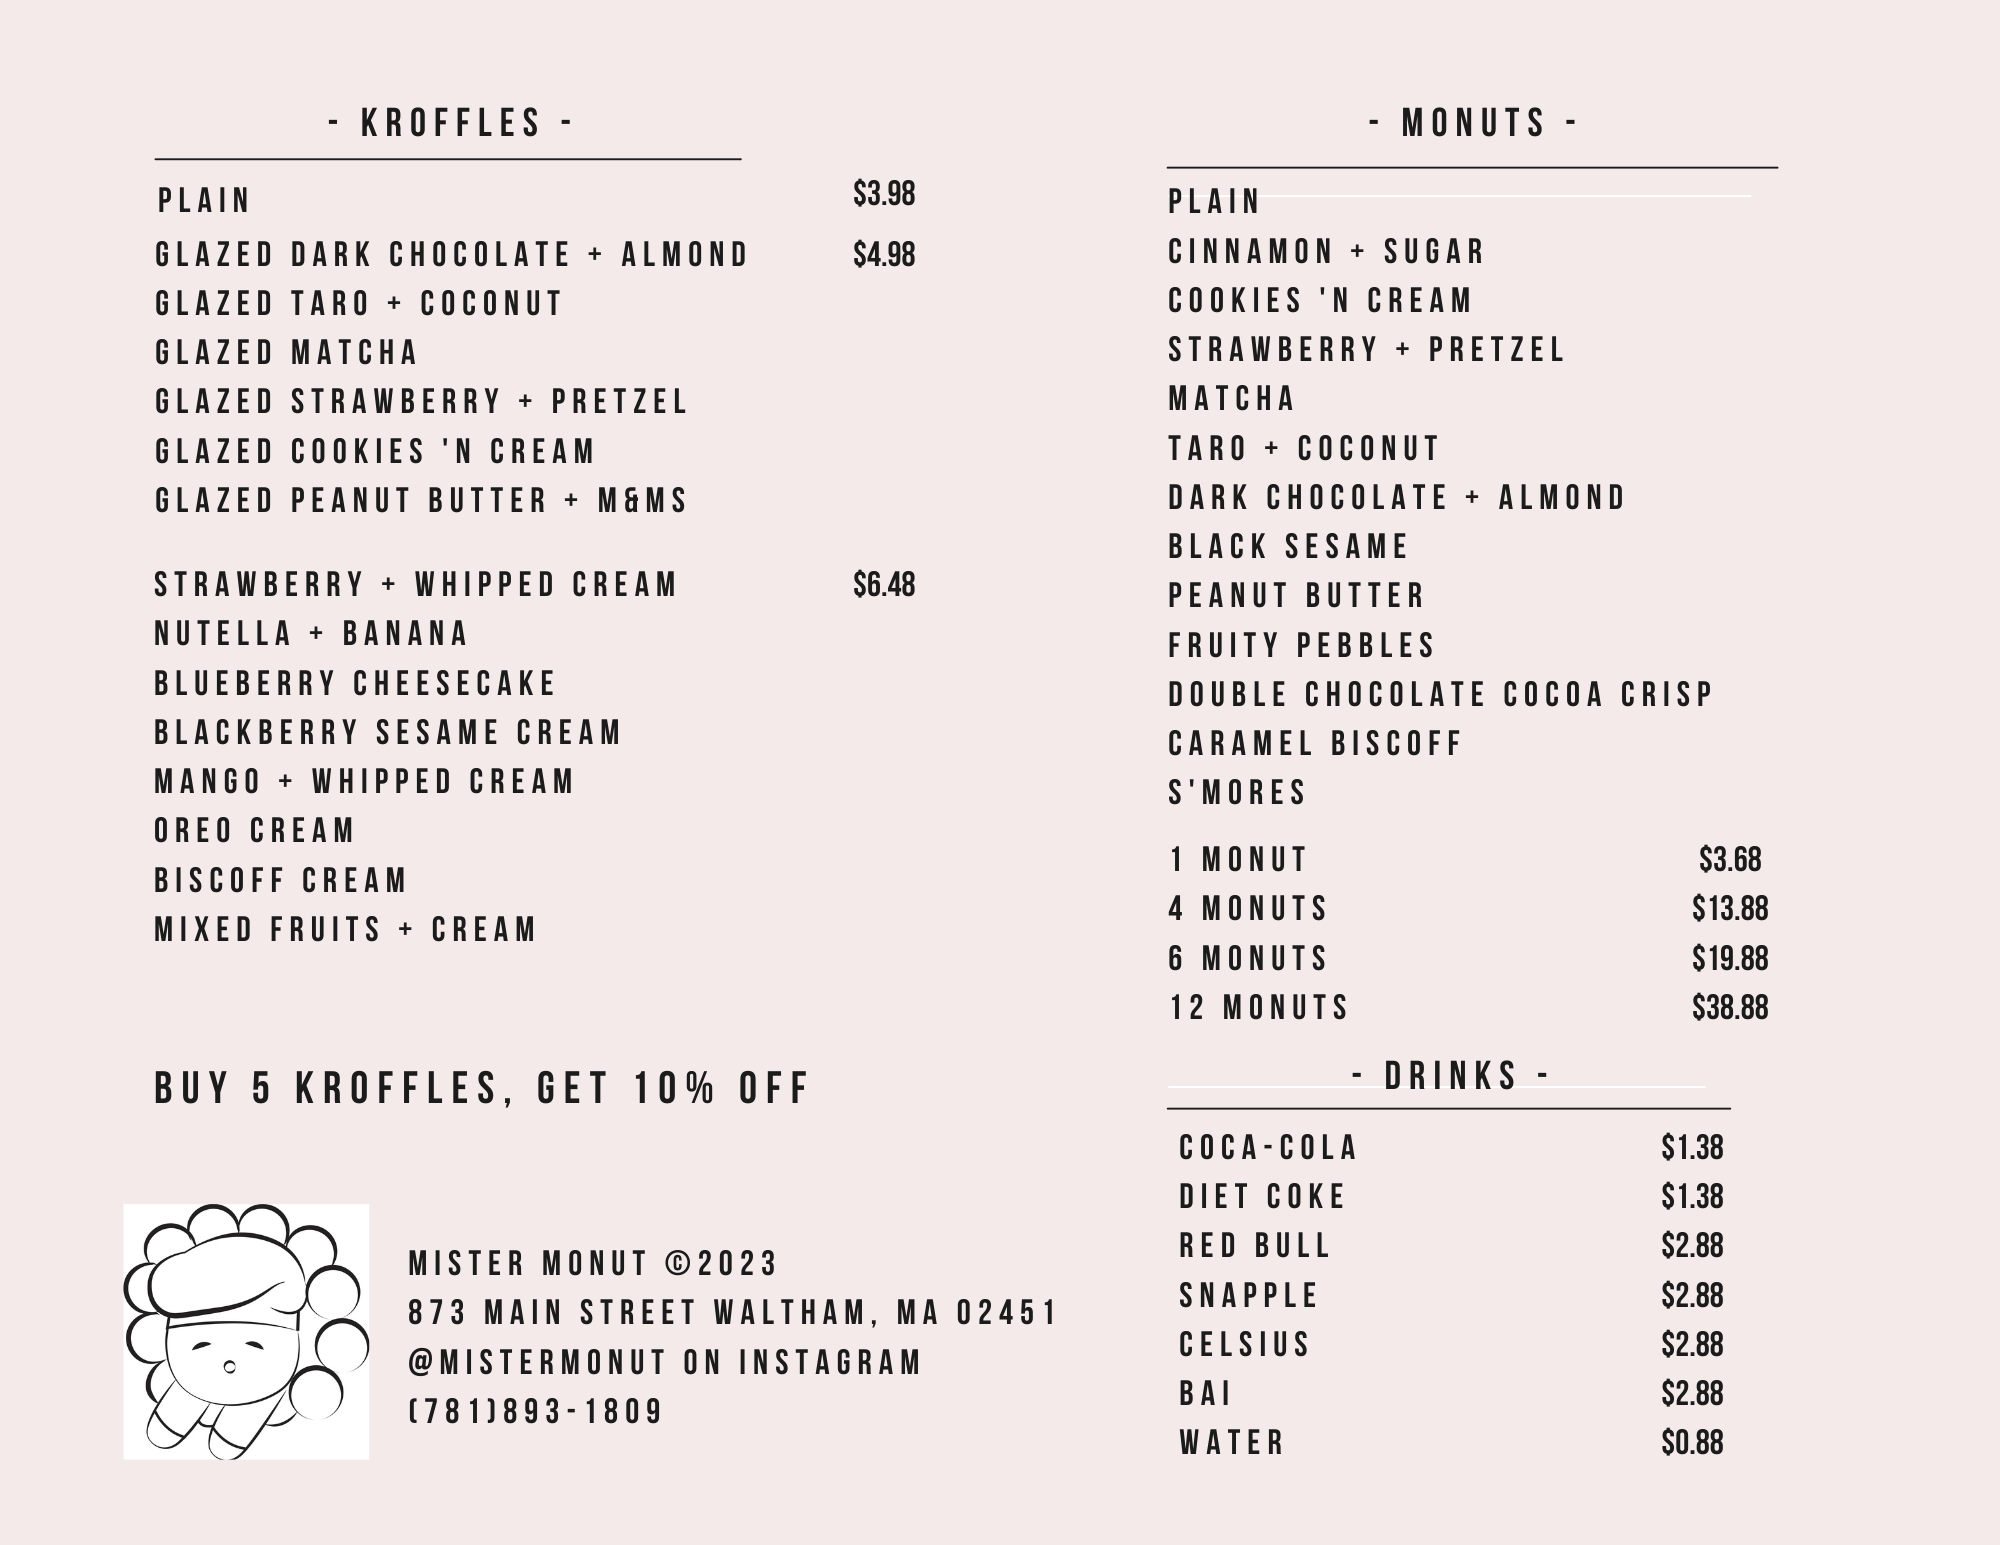 - KROFFLES -
PLAIN $3.98
GLAZED DARK CHOCOLATE + ALMOND $4.98
GLAZED TARO + COCONUT
GLAZED MATCHA
GLAZED STRAWBERRY + PRETZEL
GLAZED COOKIES 'N CREAM
GLAZED PEANUT BUTTER + M&MS
STRAWBERRY + WHIPPED CREAM $6.48
NUTELLA + BANANA
BLUEBERRY CHEESECAKE
BLACKBERRY SESAME CREAM
MANGO + WHIPPED CREAM
OREO CREAM
BISCOFF CREAM
MIXED FRUITS + CREAM
BUY 5 KROFFLES, GET 10% OFF
MISTER MONUT ©2023
873 MAIN STREET WALTHAM, MA 02451
@MISTERMONUT ON INSTAGRAM
(781)893-1809
- MONUTS -
PLAIN
CINNAMON + SUGAR
COOKIES 'N CREAM
STRAWBERRY + PRETZEL
MATCHA
TARO + COCONUT
DARK CHOCOLATE + ALMOND
BLACK SESAME
PEANUT BUTTER
FRUITY PEBBLES
DOUBLE CHOCOLATE COCOA CRISP
CARAMEL BISCOFF
S'MORES
1 MONUT $3.68
4 MONUTS $13.88
6 MONUTS $19.88
12 MONUTS $38.88
- DRINKS -
COCA-COLA $1.38
DIET COKE $1.38
RED BULL $2.88
SNAPPLE $2.88
CELSIUS $2.88
BAI $2.88
WATER $0.88